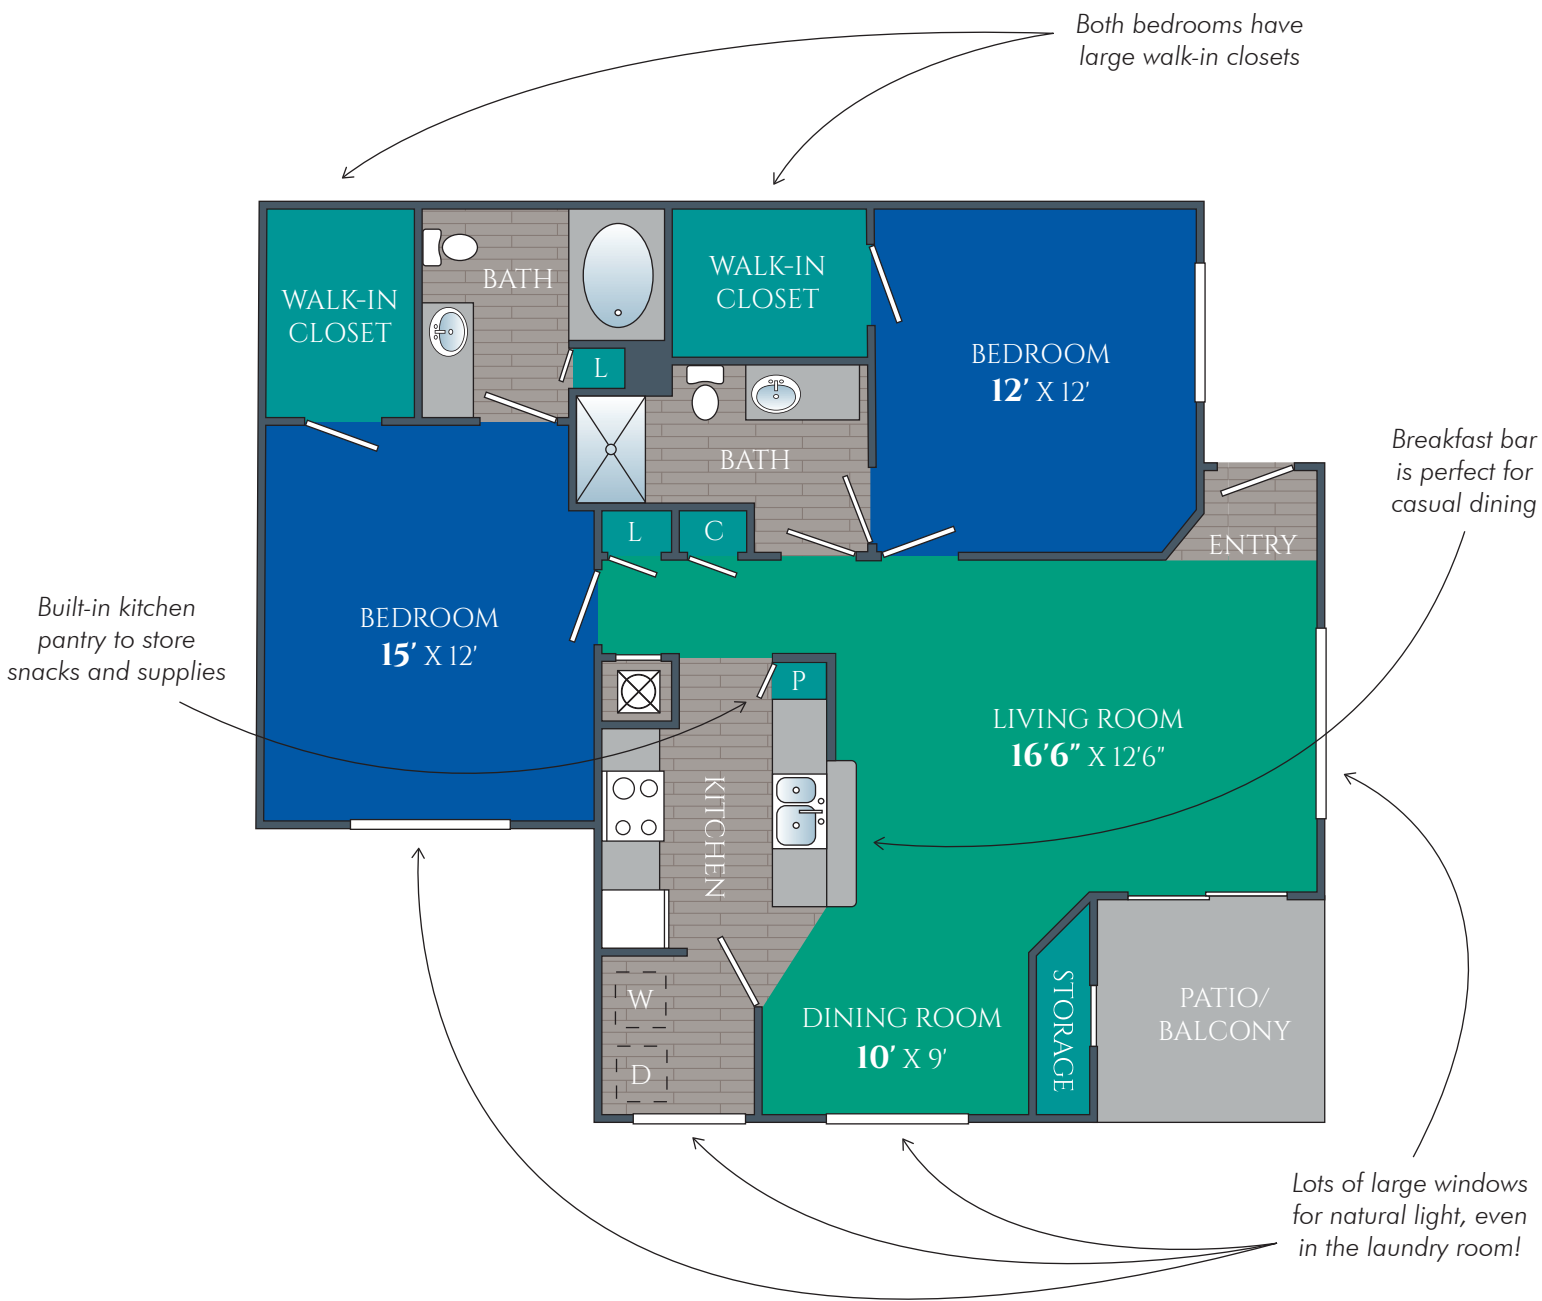 Both bedrooms have
large walk-in closets
WALK-IN
CLOSET
BATH
WALK-IN
CLOSET
BEDROOM
12' X 12'
L
BATH
L
C
ENTRY
Breakfast bar
is perfect for
casual dining
Built-in kitchen
pantry to store
snacks and supplies
BEDROOM
15' X 12'
P
LIVING ROOM
16'6" X 12'6"
KITCHEN
W
D
DINING ROOM
10' X 9'
STORAGE
PATIO/
BALCONY
Lots of large windows
for natural light, even
in the laundry room!